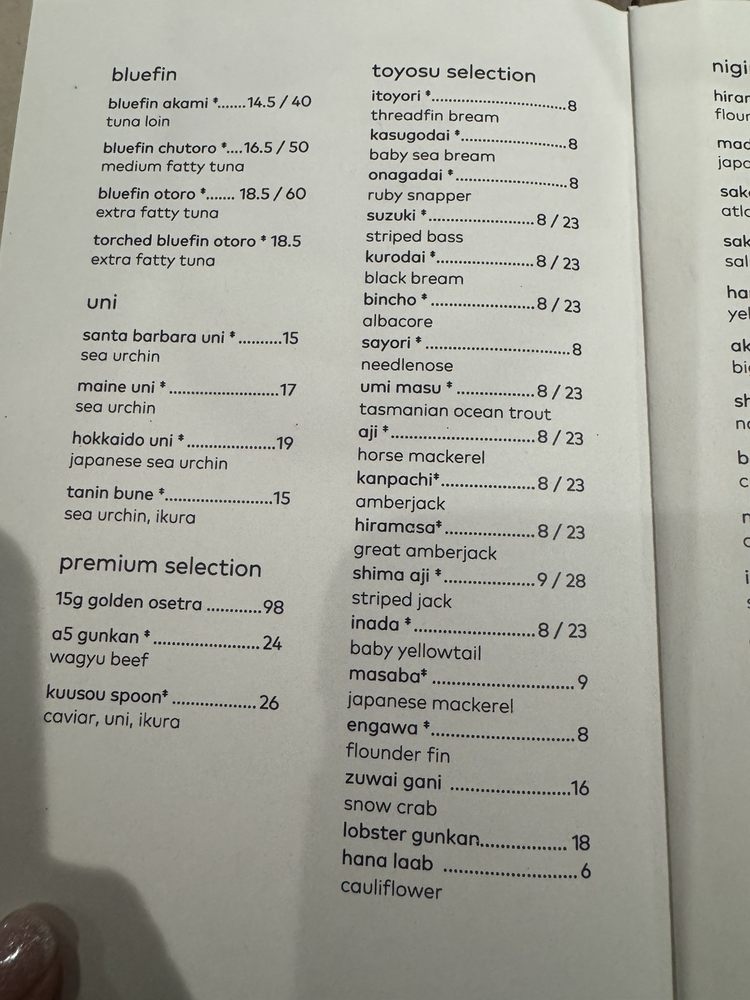 bluefin
bluefin akami *.......14.5 / 40
tuna loin
bluefin chutoro *....16.5 / 50
medium fatty tuna
bluefin otoro *....... 18.5 / 60
extra fatty tuna
torched bluefin otoro * 18.5
extra fatty tuna
uni
santa barbara uni *..........15
sea urchin
maine uni *.........................17
sea urchin
hokkaido uni *....................19
japanese sea urchin
tanin bune *.......................15
sea urchin, ikura
premium selection
15g golden osetra ............98
a5 gunkan *........................24
wagyu beef
kuusou spoon*...................26
caviar, uni, ikura
toyosu selection
itoyori *..............................8
threadfin bream
kasugodai *.........................8
baby sea bream
onagadai *..........................8
ruby snapper
suzuki *.........................8 / 23
striped bass
kurodai *.......................8 / 23
black bream
bincho *........................8 / 23
albacore
sayori *...............................8
needlenose
umi masu *...................8 / 23
tasmanian ocean trout
aji *...............................8 / 23
horse mackerel
kanpachi*.....................8 / 23
amberjack
hiramasa*....................8 / 23
great amberjack
shima aji *....................9 / 28
striped jack
inada *..........................8 / 23
baby yellowtail
masaba*..............................9
japanese mackerel
engawa *.............................8
flounder fin
zuwai gani .........................16
snow crab
lobster gunkan.................. 18
hana laab ...........................6
cauliflower